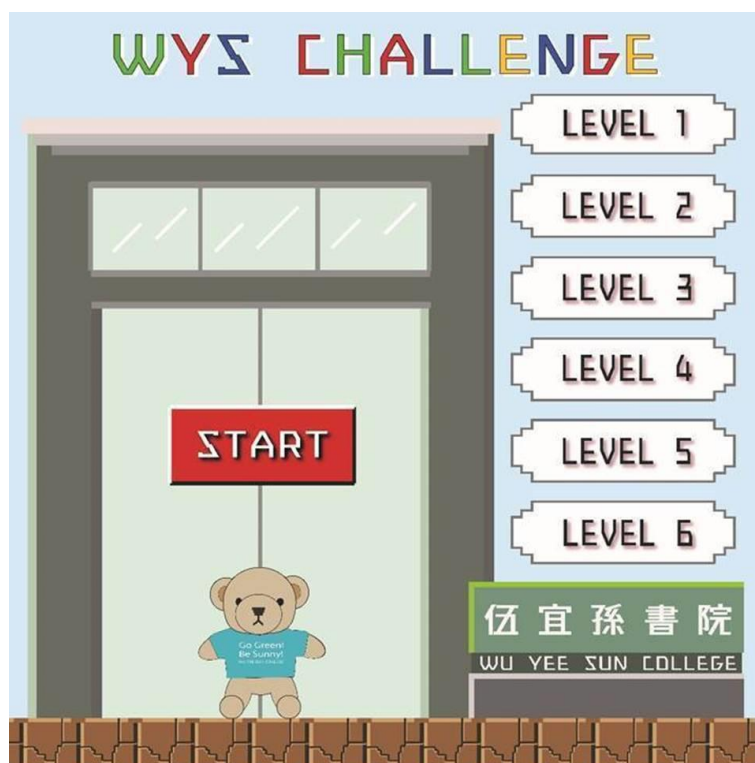 WYS CHALLENGE
LEVEL 1
LEVEL 2
LEVEL 3
LEVEL 4
LEVEL 5
LEVEL 6
START
Go Green!
Be Sunny!
伍宜孫書院
WU YEE SUN COLLEGE